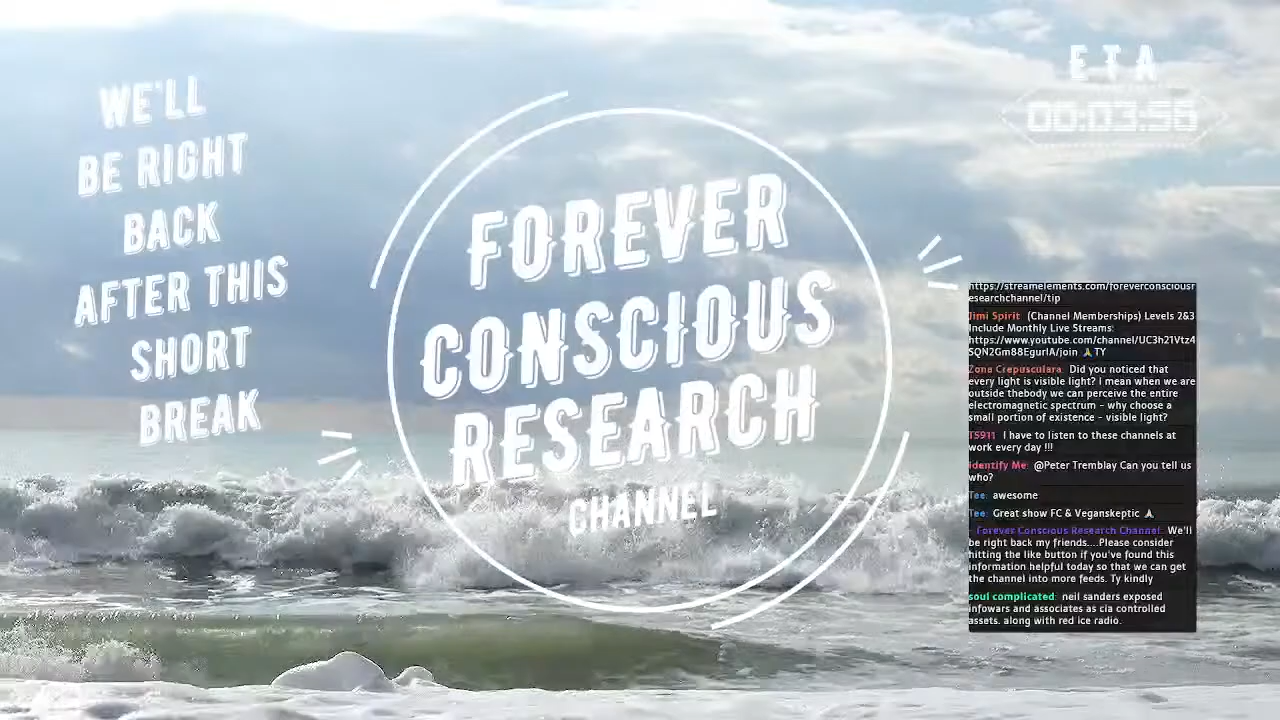 WE'LL
BE RIGHT
BACK
AFTER THIS
SHORT
BREAK
FOREVER
CONSCIOUS
RESEARCH
CHANNEL
ETA
00:03:56
https://streamelements.com/foreverconsciousr
esearchchannel/tip
Jimi Spirit: (Channel Memberships) Levels 2&3
Include Monthly Live Streams:
https://www.youtube.com/channel/UC3h21Vtz4
SQN2Gm88EgurIA/join 🙏TY
Zona Crepusculara: Did you noticed that
every light is visible light? I mean when we are
outside thebody we can perceive the entire
electromagnetic spectrum - why choose a
small portion of existence - visible light?
TS911 I have to listen to these channels at
work every day !!!
Identify Me: @Peter Tremblay Can you tell us
who?
Tee: awesome
Tee: Great show FC & Veganskeptic 🙏
Forever Conscious Research Channel: We'll
be right back my friends... Please consider
hitting the like button if you've found this
information helpful today so that we can get
the channel into more feeds. Ty kindly
soul complicated: neil sanders exposed
infowars and associates as cia controlled
assets. along with red ice radio.